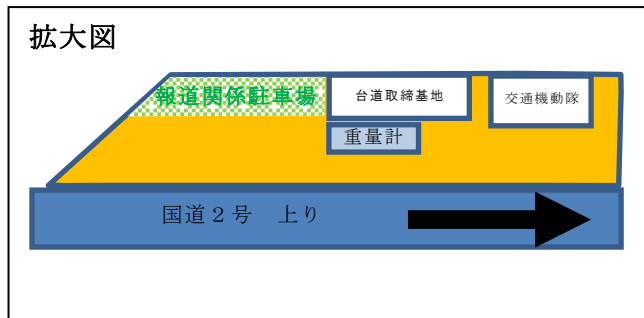 拡大図
報道関係駐車場
台道取締基地
交通機動隊
重量計
国道２号　上り